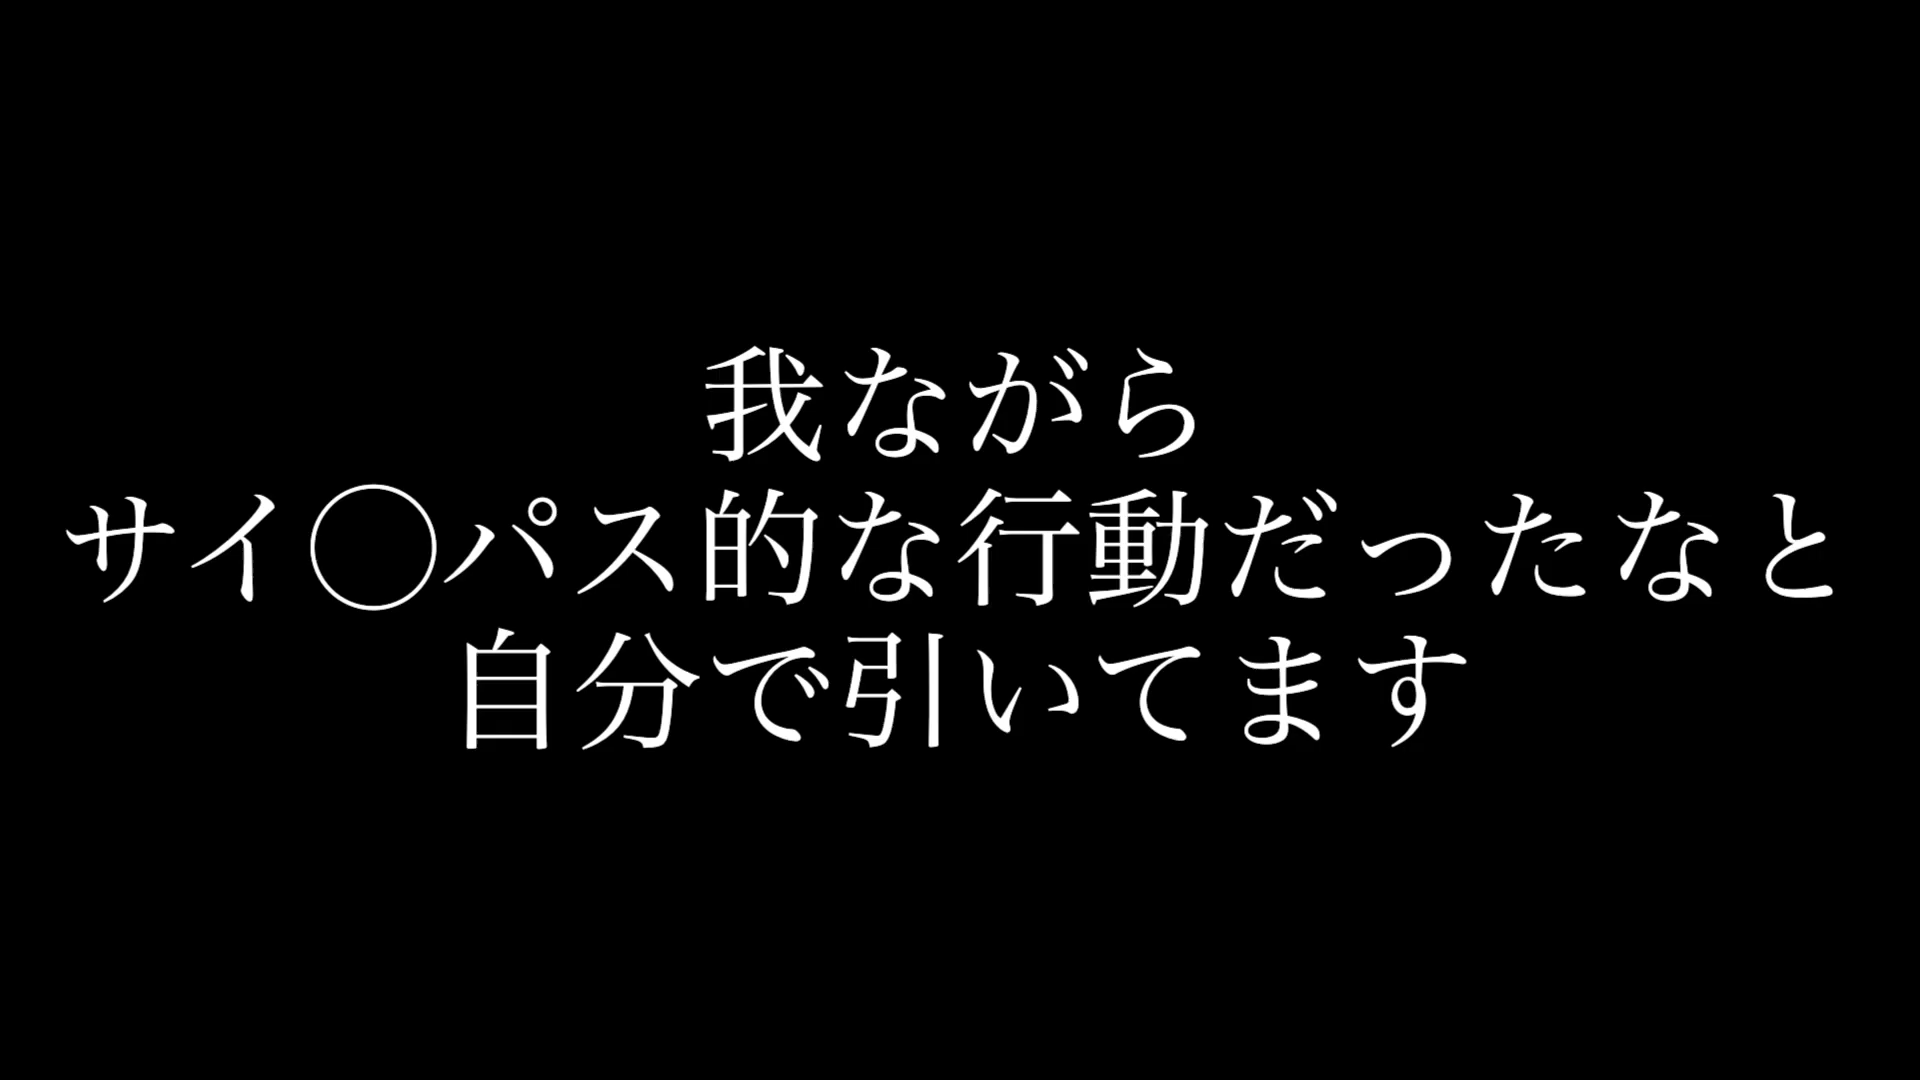 我ながら
サイ◯パス的な行動だったなと
自分で引いてます